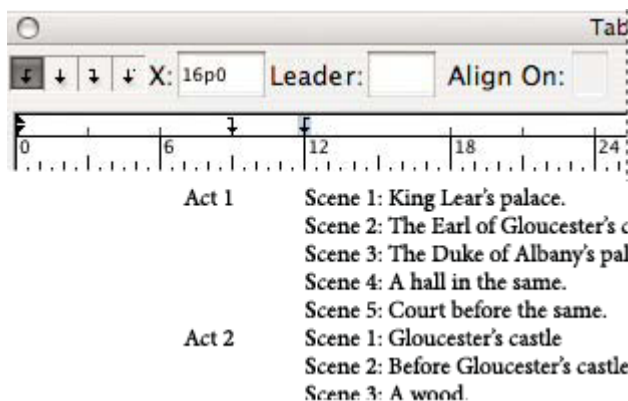 Tab
X: 16p0 Leader: Align On:
0 6 12 18 24
Act 1 Scene 1: King Lear's palace.
Scene 2: The Earl of Gloucester's
Scene 3: The Duke of Albany's pal
Scene 4: A hall in the same.
Scene 5: Court before the same.
Act 2 Scene 1: Gloucester's castle
Scene 2: Before Gloucester's castle
Scene 3: A wood.